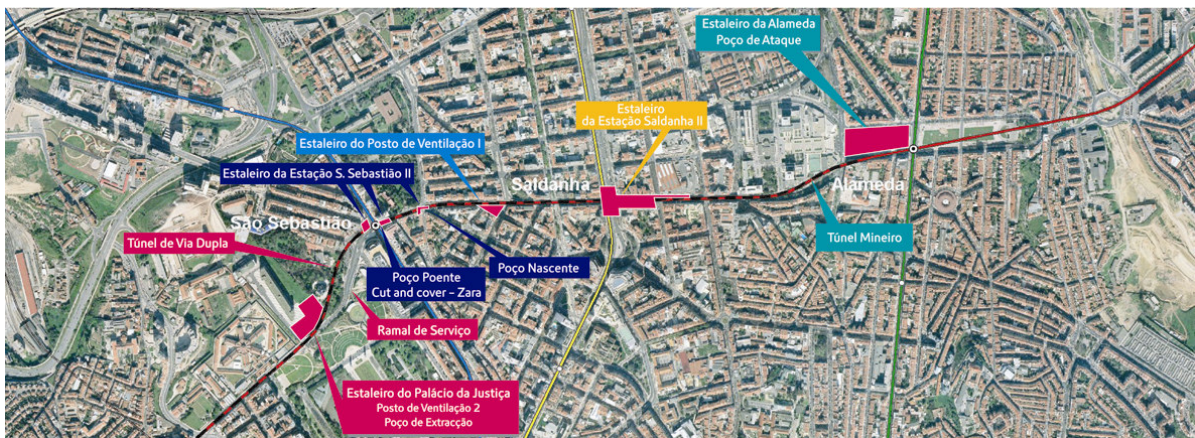 Estaleiro da Alameda
Poço de Ataque
Estaleiro
da Estação Saldanha II
Estaleiro do Posto de Ventilação I
Estaleiro da Estação S. Sebastião II
Saldanha
Alameda
São Sebastião
Túnel de Via Dupla
Túnel Mineiro
Poço Nascente
Poço Poente
Cut and cover – Zara
Ramal de Serviço
Estaleiro do Palácio da Justiça
Posto de Ventilação 2
Poço de Extracção